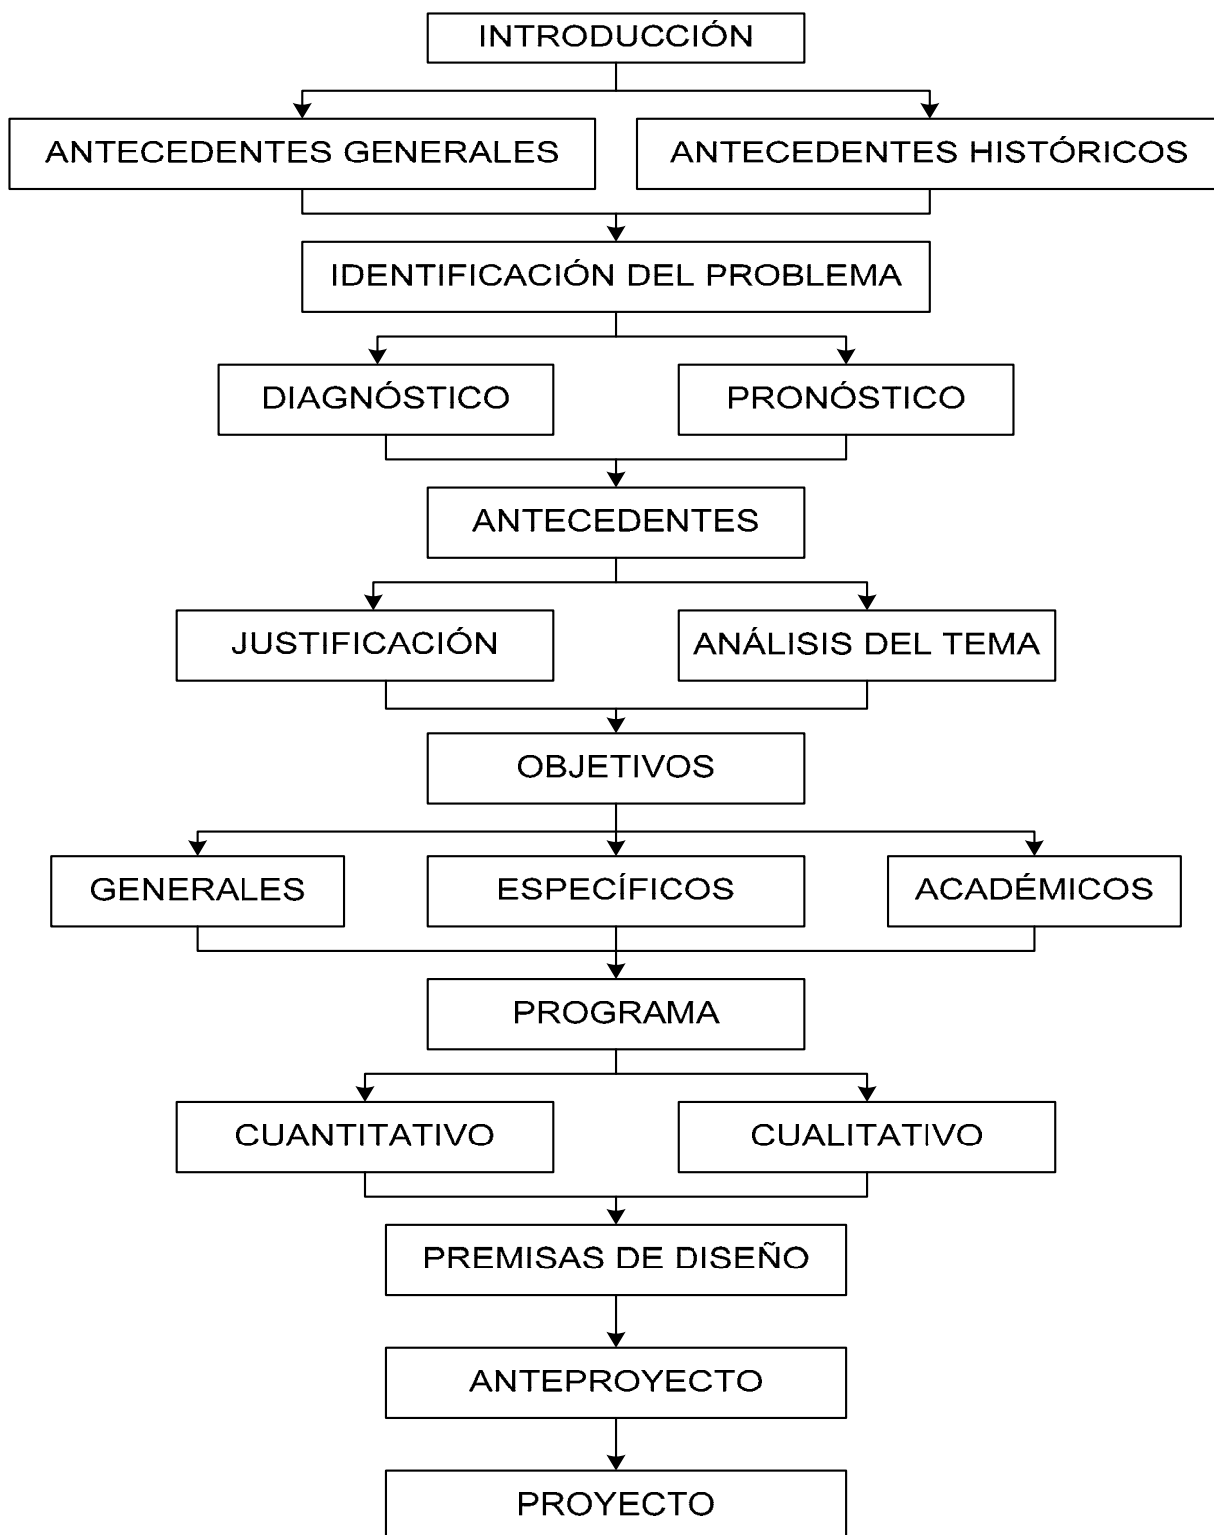 INTRODUCCIÓN
ANTECEDENTES GENERALES
ANTECEDENTES HISTÓRICOS
IDENTIFICACIÓN DEL PROBLEMA
DIAGNÓSTICO
PRONÓSTICO
ANTECEDENTES
JUSTIFICACIÓN
ANÁLISIS DEL TEMA
OBJETIVOS
GENERALES
ESPECÍFICOS
ACADÉMICOS
PROGRAMA
CUANTITATIVO
CUALITATIVO
PREMISAS DE DISEÑO
ANTEPROYECTO
PROYECTO